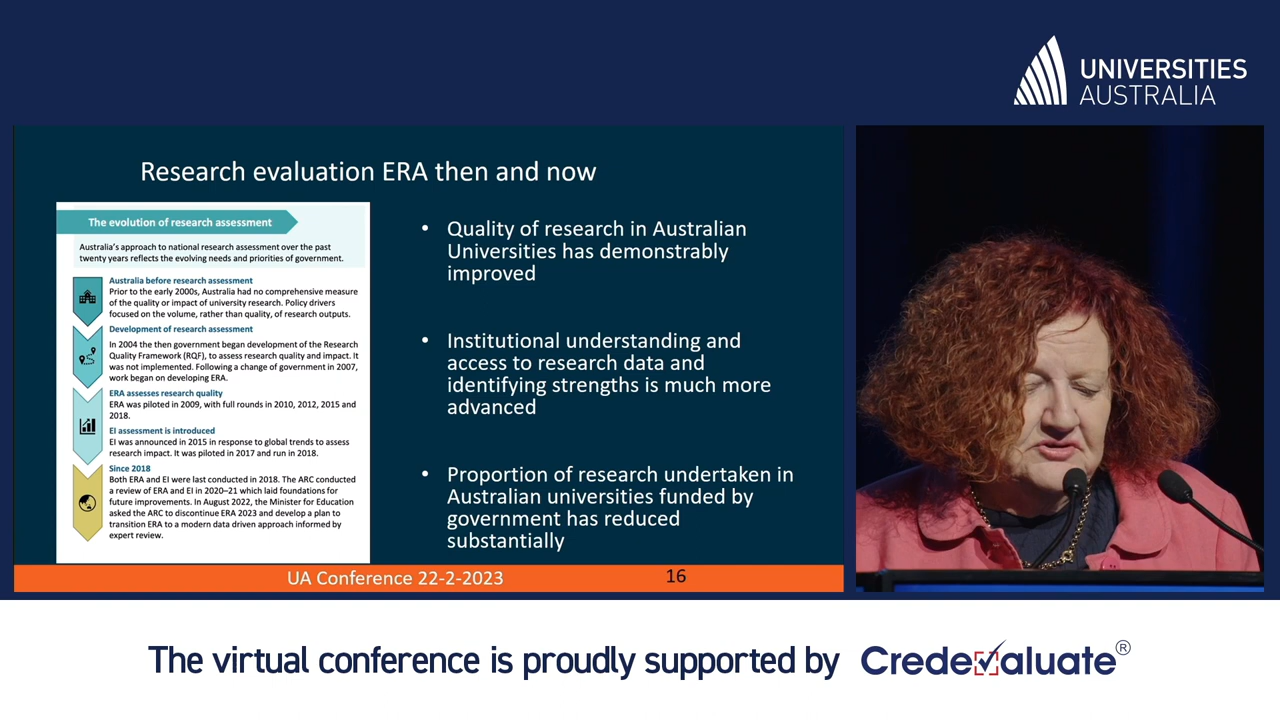 UNIVERSITIES
AUSTRALIA
Research evaluation ERA then and now
The evolution of research assessment
Australia's approach to national research assessment over the past
twenty years reflects the evolving needs and priorities of government.
Australia before research assessment
Prior to the early 2000s, Australia had no comprehensive measure
of the quality or impact of university research. Policy drivers
focused on the volume, rather than quality, of research outputs.
Development of research assessment
In 2004 the then government began development of the Research
Quality Framework (RQF), to assess research quality and impact. It
was not implemented. Following a change of government in 2007,
work began on developing ERA.
ERA assesses research quality
ERA was piloted in 2009, with full rounds in 2010, 2012, 2015 and
2018.
EI assessment is introduced
EI was announced in 2015 in response to global trends to assess
research impact. It was piloted in 2017 and run in 2018.
Since 2018
Both ERA and EI were last conducted in 2018. The ARC conducted
a review of ERA and EI in 2020–21 which laid foundations for
future improvements. In August 2022, the Minister for Education
asked the ARC to discontinue ERA 2023 and develop a plan to
transition ERA to a modern data driven approach informed by
expert review.
• Quality of research in Australian
Universities has demonstrably
improved
• Institutional understanding and
access to research data and
identifying strengths is much more
advanced
• Proportion of research undertaken in
Australian universities funded by
government has reduced
substantially
UA Conference 22-2-2023
16
The virtual conference is proudly supported by Credevaluate®